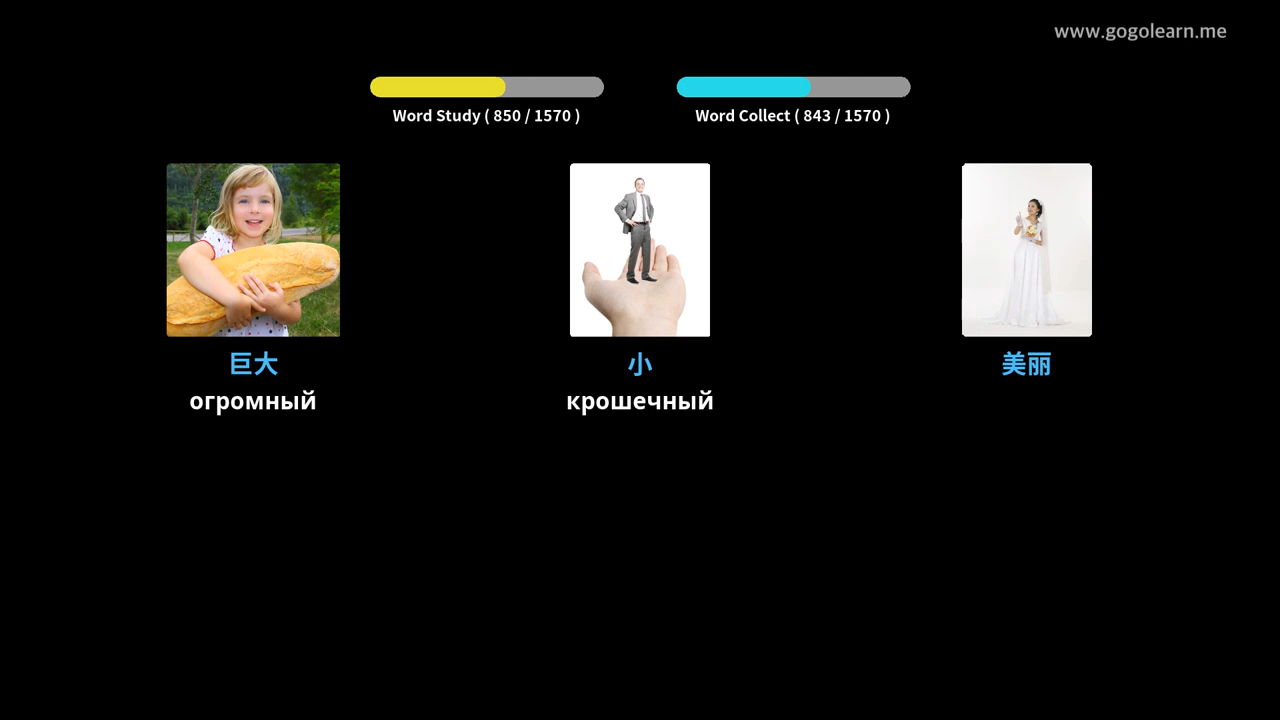 www.gogolearn.me
Word Study ( 850 / 1570 )
Word Collect ( 843 / 1570 )
巨大
огромный
小
крошечный
美丽